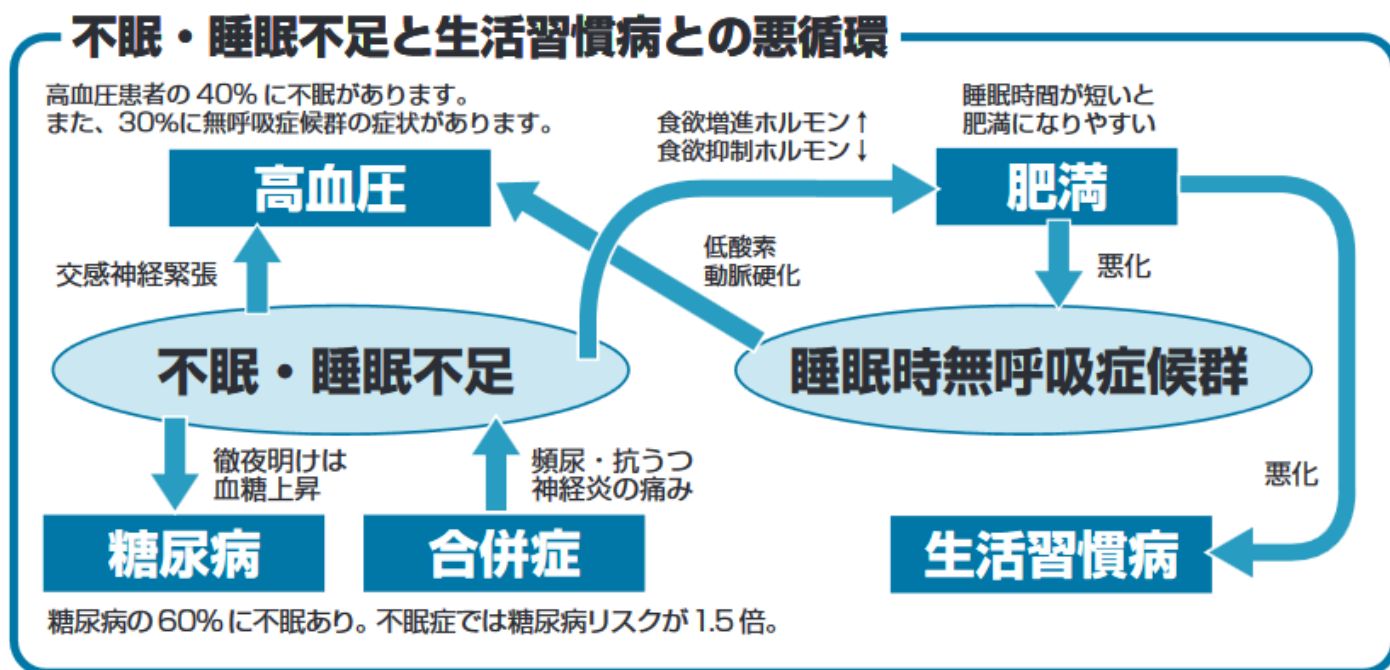 不眠・睡眠不足と生活習慣病との悪循環
高血圧患者の40%に不眠があります。
また、30%に無呼吸症候群の症状があります。
食欲増進ホルモン↑
食欲抑制ホルモン↓
睡眠時間が短いと
肥満になりやすい
高血圧
肥満
交感神経緊張
低酸素
動脈硬化
悪化
不眠・睡眠不足
睡眠時無呼吸症候群
徹夜明けは
血糖上昇
頻尿・抗うつ
神経炎の痛み
悪化
糖尿病
合併症
生活習慣病
糖尿病の60%に不眠あり。不眠症では糖尿病リスクが1.5倍。